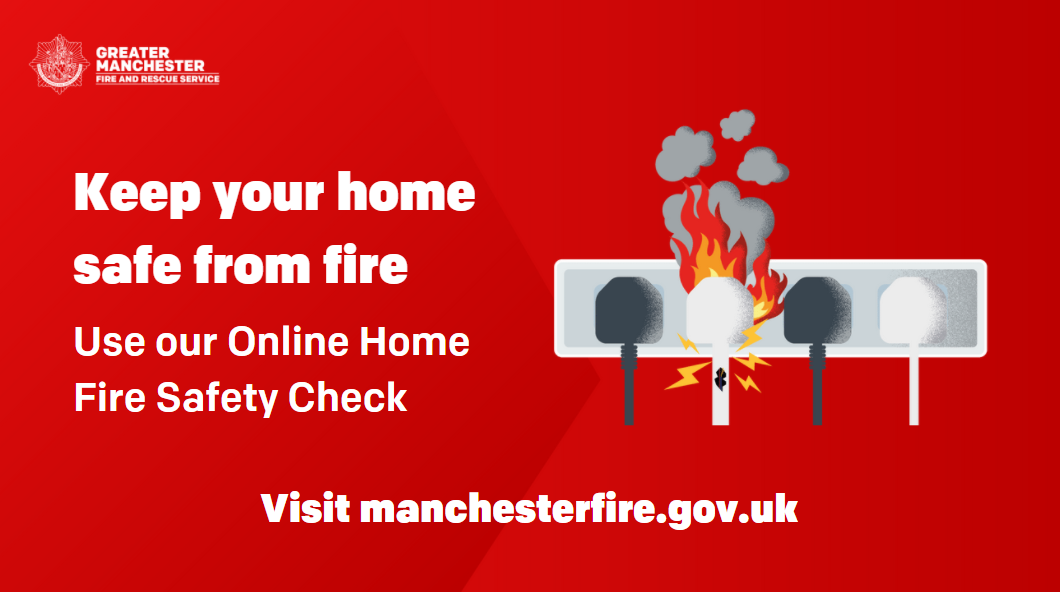 GREATER
MANCHESTER
FIRE AND RESCUE SERVICE
Keep your home
safe from fire
Use our Online Home
Fire Safety Check
Visit manchesterfire.gov.uk